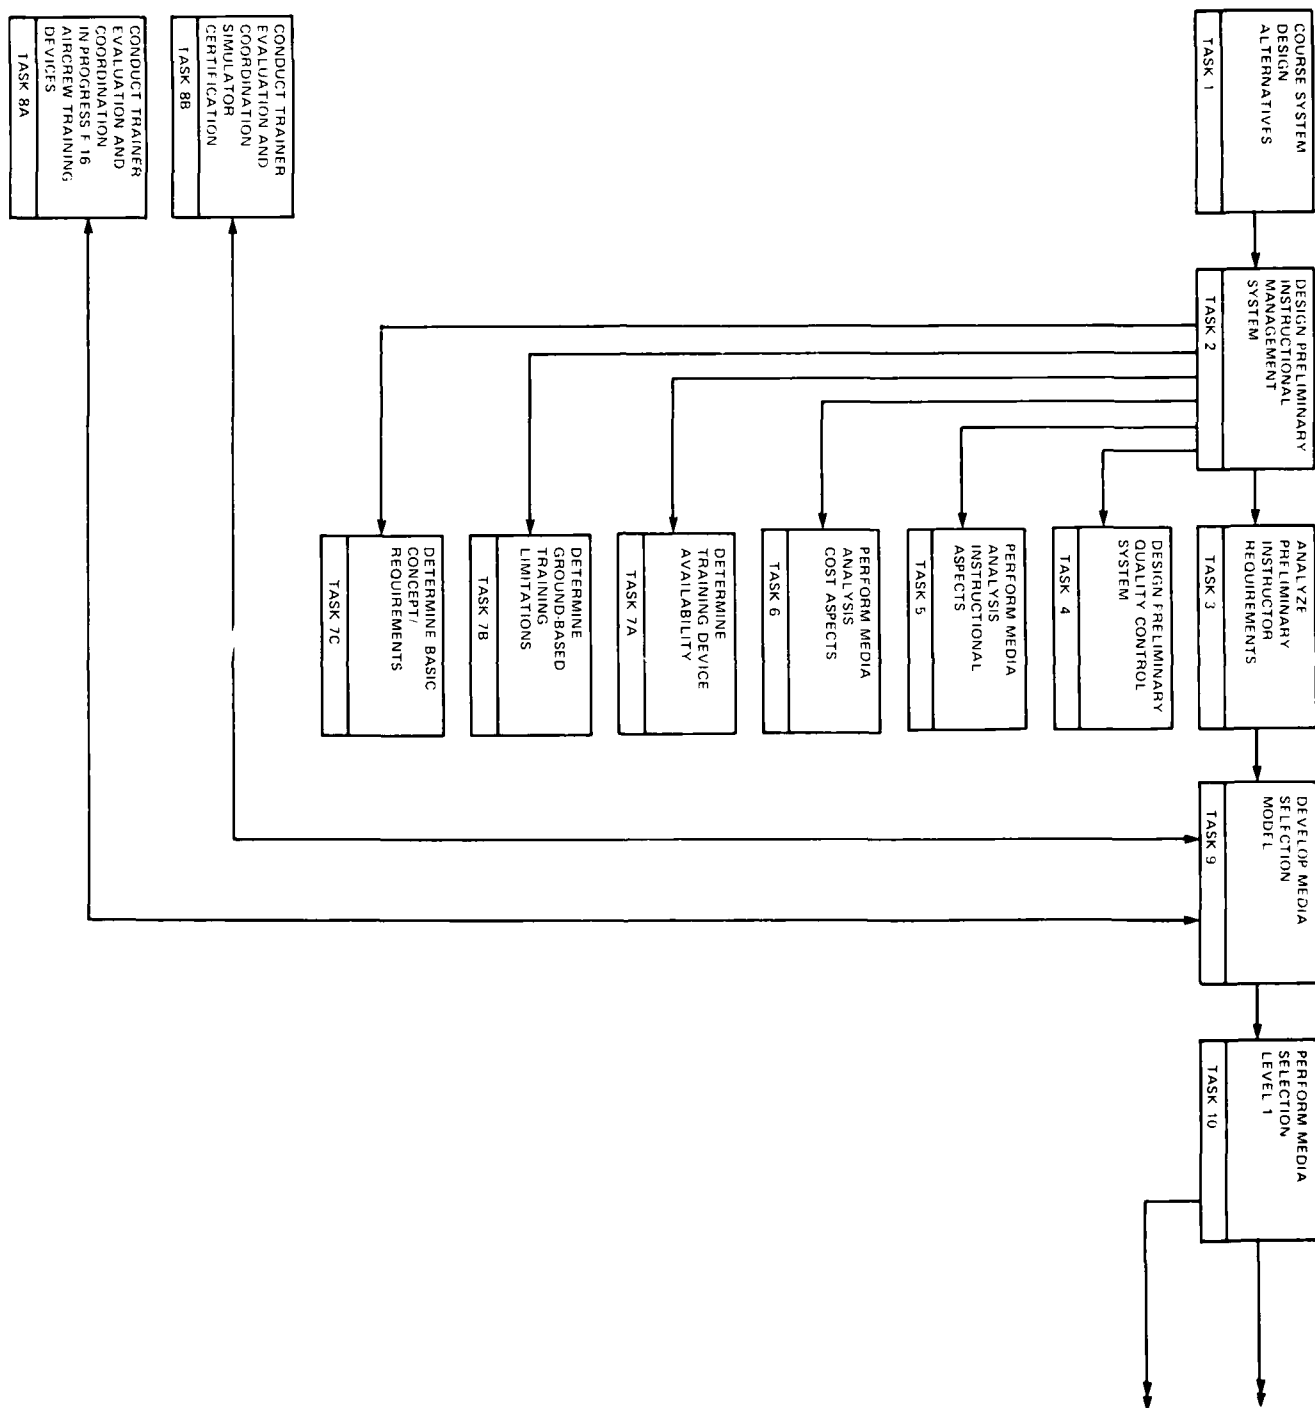 COURSE SYSTEM
DESIGN
ALTERNATIVES
TASK 1
DESIGN PRELIMINARY
INSTRUCTIONAL
MANAGEMENT
SYSTEM
TASK 2
ANALYZE
PRELIMINARY
INSTRUCTOR
REQUIREMENTS
TASK 3
DEVELOP MEDIA
SELECTION
MODEL
TASK 9
PERFORM MEDIA
SELECTION
LEVEL 1
TASK 10
DESIGN PRELIMINARY
QUALITY CONTROL
SYSTEM
TASK 4
PERFORM MEDIA
ANALYSIS
INSTRUCTIONAL
ASPECTS
TASK 5
PERFORM MEDIA
ANALYSIS
COST ASPECTS
TASK 6
DETERMINE
TRAINING DEVICE
AVAILABILITY
TASK 7A
DETERMINE
GROUND-BASED
TRAINING
LIMITATIONS
TASK 7B
DETERMINE BASIC
CONCEPT/
REQUIREMENTS
TASK 7C
CONDUCT TRAINER
EVALUATION AND
COORDINATION
SIMULATOR
CERTIFICATION
TASK 8B
CONDUCT TRAINER
EVALUATION AND
COORDINATION
IN PROGRESS F 16
AIRCREW TRAINING
DEVICES
TASK 8A